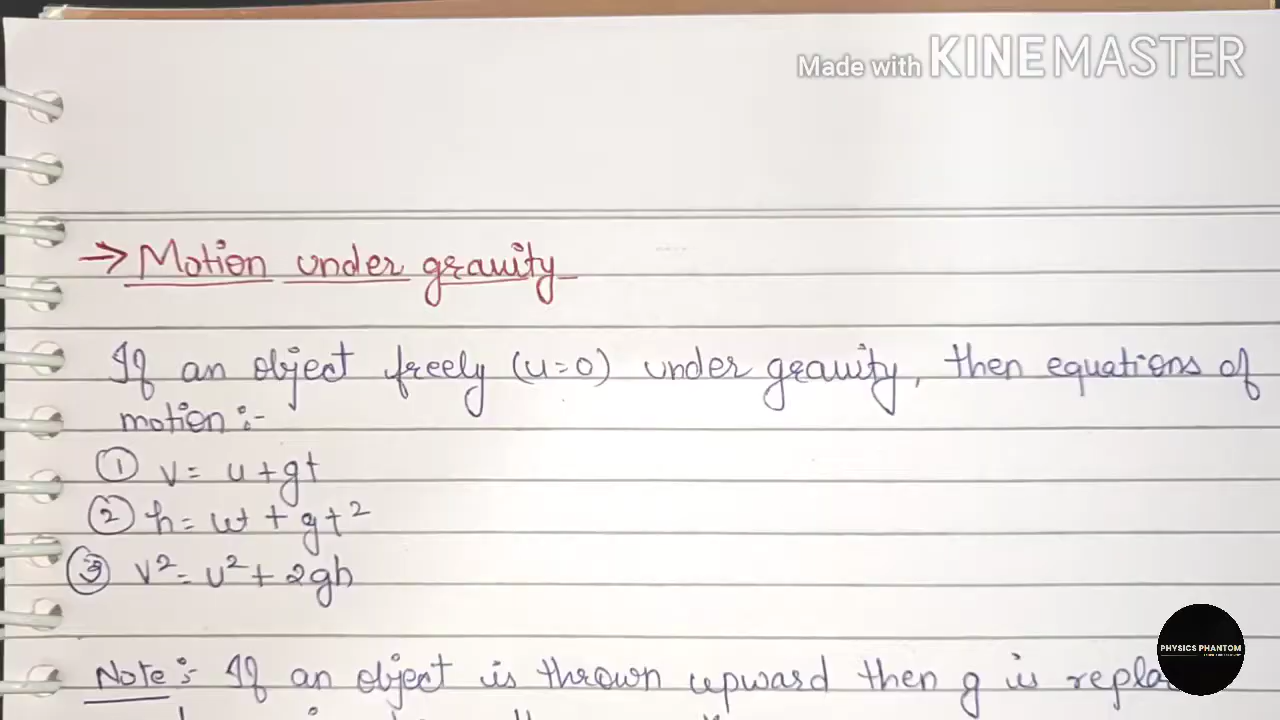 Made with KINEMASTER
→ Motion under gravity
If an object freely (u=0) under gravity, then equations of
motion :-
① v= u+gt
② h= ut + gt²
③ v²= u²+ 2gh
PHYSICS PHANTOM
Note :- If an object is thrown upward then g is repla